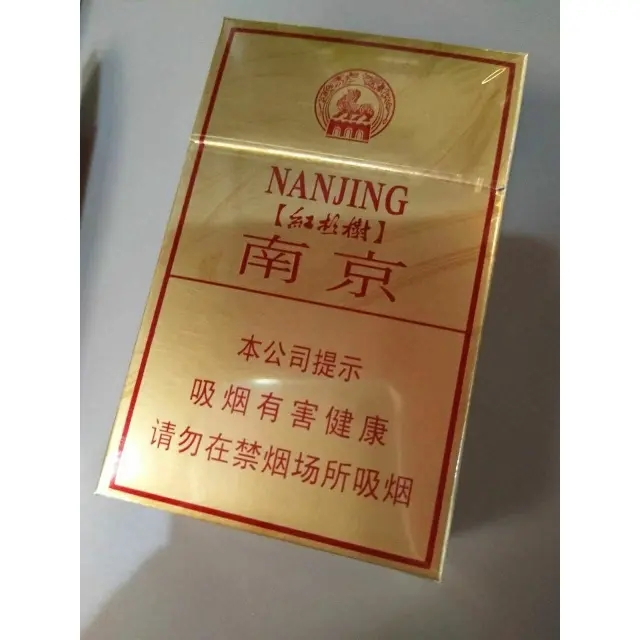 NANJING
【紅杉樹】
南京
本公司提示
吸烟有害健康
请勿在禁烟场所吸烟